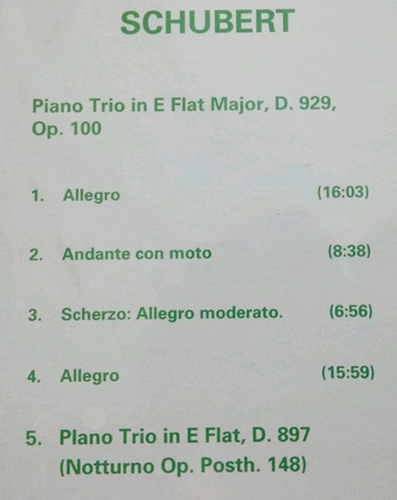 SCHUBERT
Piano Trio in E Flat Major, D. 929,
Op. 100
1. Allegro (16:03)
2. Andante con moto (8:38)
3. Scherzo: Allegro moderato. (6:56)
4. Allegro (15:59)
5. Piano Trio in E Flat, D. 897
(Notturno Op. Posth. 148)